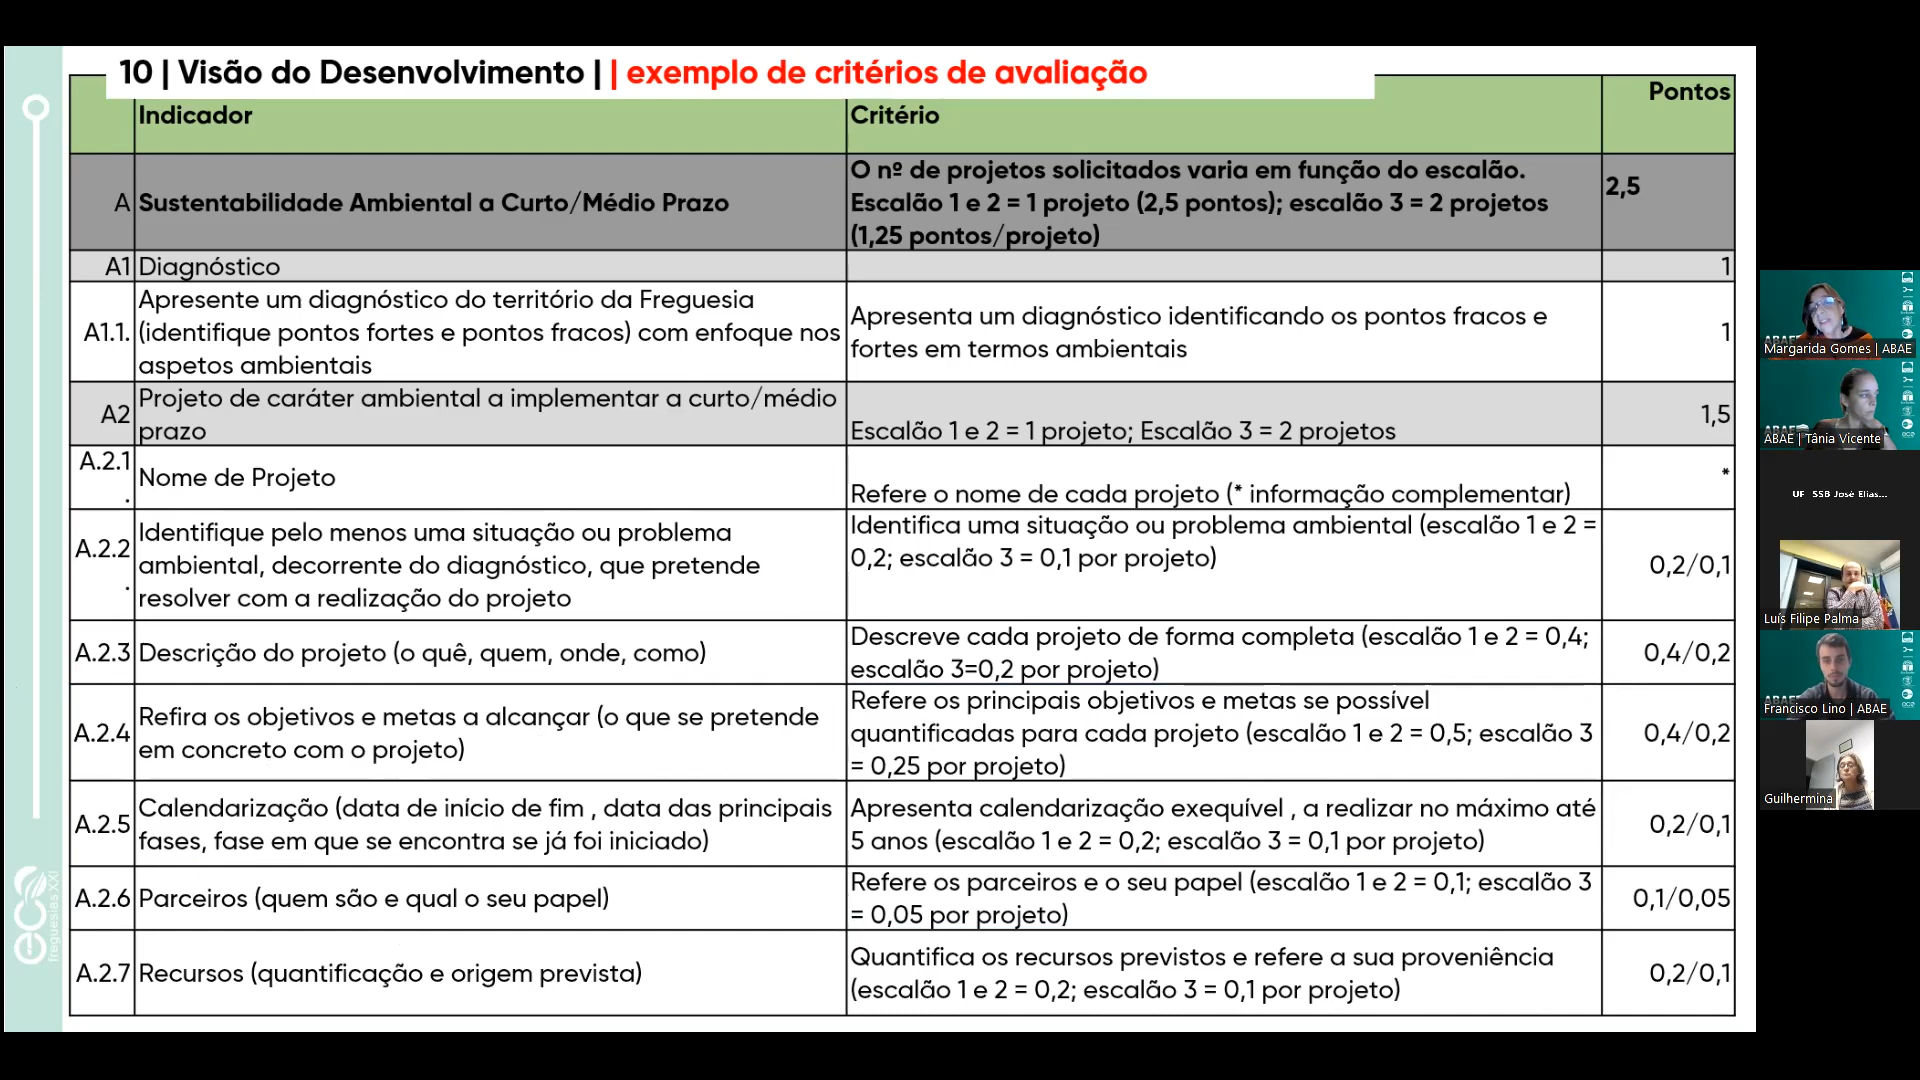 10 | Visão do Desenvolvimento | | exemplo de critérios de avaliação
Indicador
Critério
Pontos
A
Sustentabilidade Ambiental a Curto/Médio Prazo
O nº de projetos solicitados varia em função do escalão.
Escalão 1 e 2 = 1 projeto (2,5 pontos); escalão 3 = 2 projetos
(1,25 pontos/projeto)
2,5
A1
Diagnóstico
1
A1.1.
Apresente um diagnóstico do território da Freguesia
(identifique pontos fortes e pontos fracos) com enfoque nos
aspetos ambientais
Apresenta um diagnóstico identificando os pontos fracos e
fortes em termos ambientais
1
A2
Projeto de caráter ambiental a implementar a curto/médio
prazo
Escalão 1 e 2 = 1 projeto; Escalão 3 = 2 projetos
1,5
A.2.1
.
Nome de Projeto
Refere o nome de cada projeto (* informação complementar)
*
A.2.2
.
Identifique pelo menos uma situação ou problema
ambiental, decorrente do diagnóstico, que pretende
resolver com a realização do projeto
Identifica uma situação ou problema ambiental (escalão 1 e 2 =
0,2; escalão 3 = 0,1 por projeto)
0,2/0,1
A.2.3
Descrição do projeto (o quê, quem, onde, como)
Descreve cada projeto de forma completa (escalão 1 e 2 = 0,4;
escalão 3=0,2 por projeto)
0,4/0,2
A.2.4
Refira os objetivos e metas a alcançar (o que se pretende
em concreto com o projeto)
Refere os principais objetivos e metas se possível
quantificadas para cada projeto (escalão 1 e 2 = 0,5; escalão 3
= 0,25 por projeto)
0,4/0,2
A.2.5
Calendarização (data de início de fim , data das principais
fases, fase em que se encontra se já foi iniciado)
Apresenta calendarização exequível , a realizar no máximo até
5 anos (escalão 1 e 2 = 0,2; escalão 3 = 0,1 por projeto)
0,2/0,1
A.2.6
Parceiros (quem são e qual o seu papel)
Refere os parceiros e o seu papel (escalão 1 e 2 = 0,1; escalão 3
= 0,05 por projeto)
0,1/0,05
A.2.7
Recursos (quantificação e origem prevista)
Quantifica os recursos previstos e refere a sua proveniência
(escalão 1 e 2 = 0,2; escalão 3 = 0,1 por projeto)
0,2/0,1
eco
freguesias XXI
Margarida Gomes | ABAE
ABAE | Tânia Vicente
UF SSB José Elias...
Luís Filipe Palma
Francisco Lino | ABAE
Guilhermina